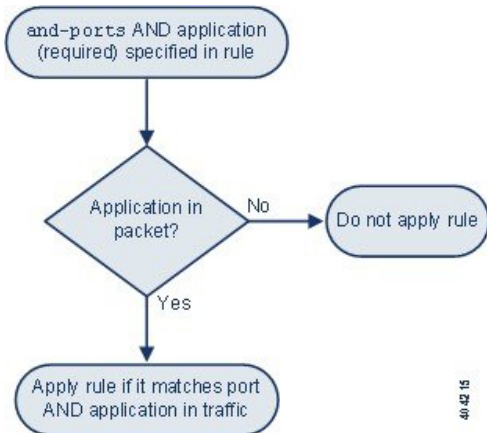 and-ports AND application
(required) specified in rule
Application in
packet?
No
Do not apply rule
Yes
Apply rule if it matches port
AND application in traffic
404215